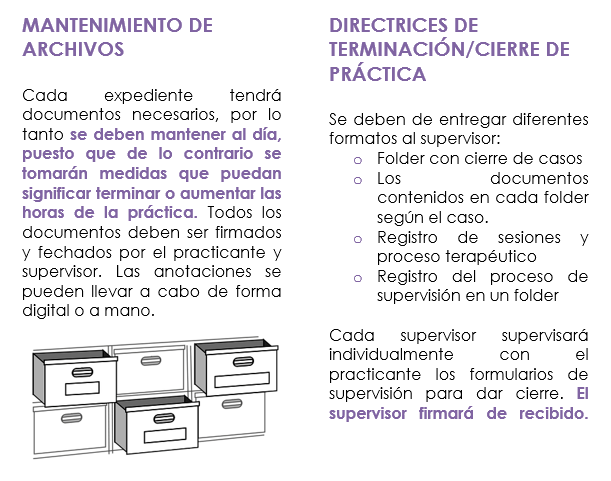 MANTENIMIENTO DE
ARCHIVOS
Cada expediente tendrá
documentos necesarios, por lo
tanto se deben mantener al día,
puesto que de lo contrario se
tomarán medidas que puedan
significar terminar o aumentar las
horas de la práctica. Todos los
documentos deben ser firmados
y fechados por el practicante y
supervisor. Las anotaciones se
pueden llevar a cabo de forma
digital o a mano.
DIRECTRICES DE
TERMINACIÓN/CIERRE DE
PRÁCTICA
Se deben de entregar diferentes
formatos al supervisor:
o Folder con cierre de casos
o Los documentos
contenidos en cada folder
según el caso.
o Registro de sesiones y
proceso terapéutico
o Registro del proceso de
supervisión en un folder
Cada supervisor supervisará
individualmente con el
practicante los formularios de
supervisión para dar cierre. El
supervisor firmará de recibido.